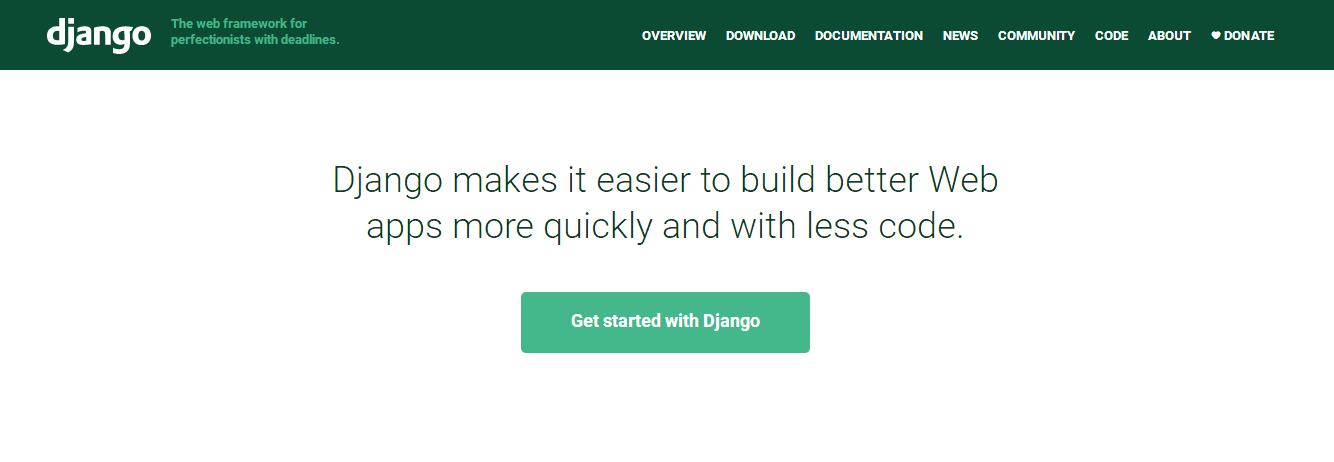 django
The web framework for
perfectionists with deadlines.
OVERVIEW DOWNLOAD DOCUMENTATION NEWS COMMUNITY CODE ABOUT ♥ DONATE
Django makes it easier to build better Web
apps more quickly and with less code.
Get started with Django